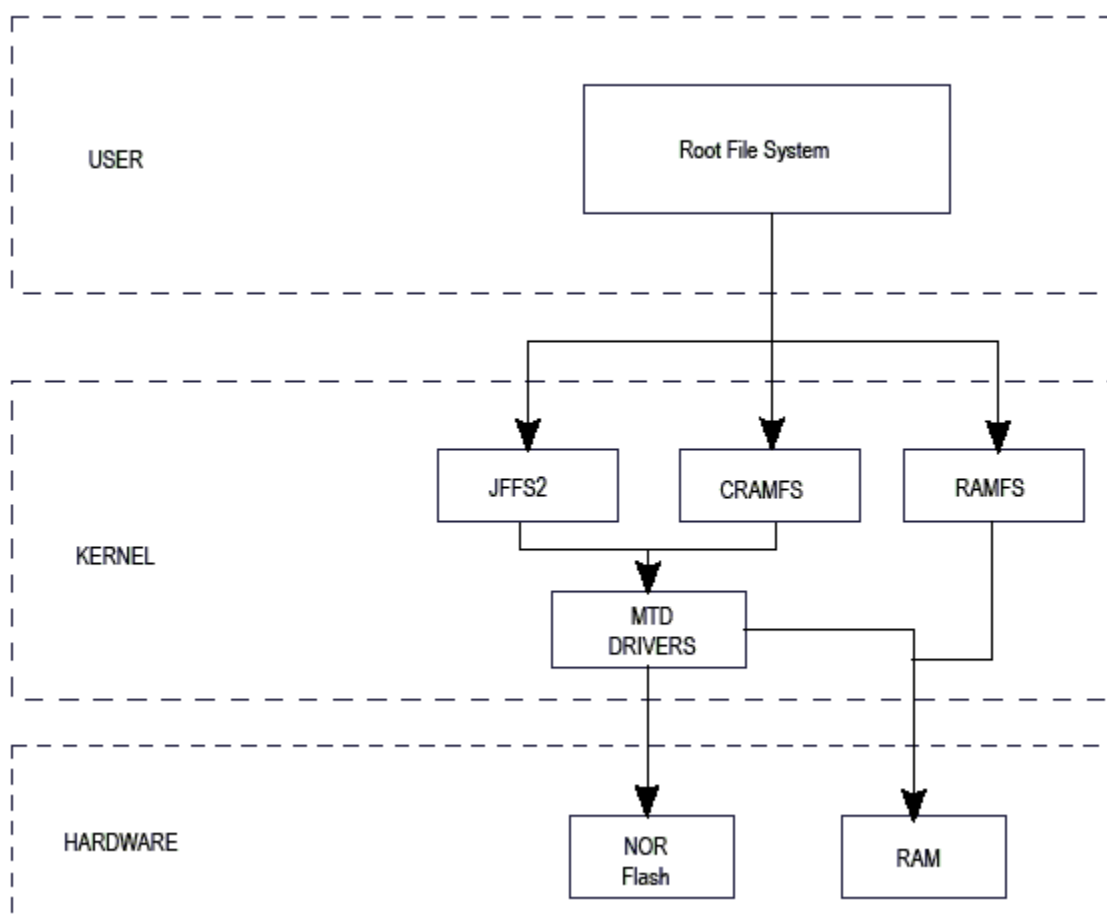 Root File System
USER
JFFS2
CRAMFS
RAMFS
KERNEL
MTD
DRIVERS
HARDWARE
NOR
Flash
RAM